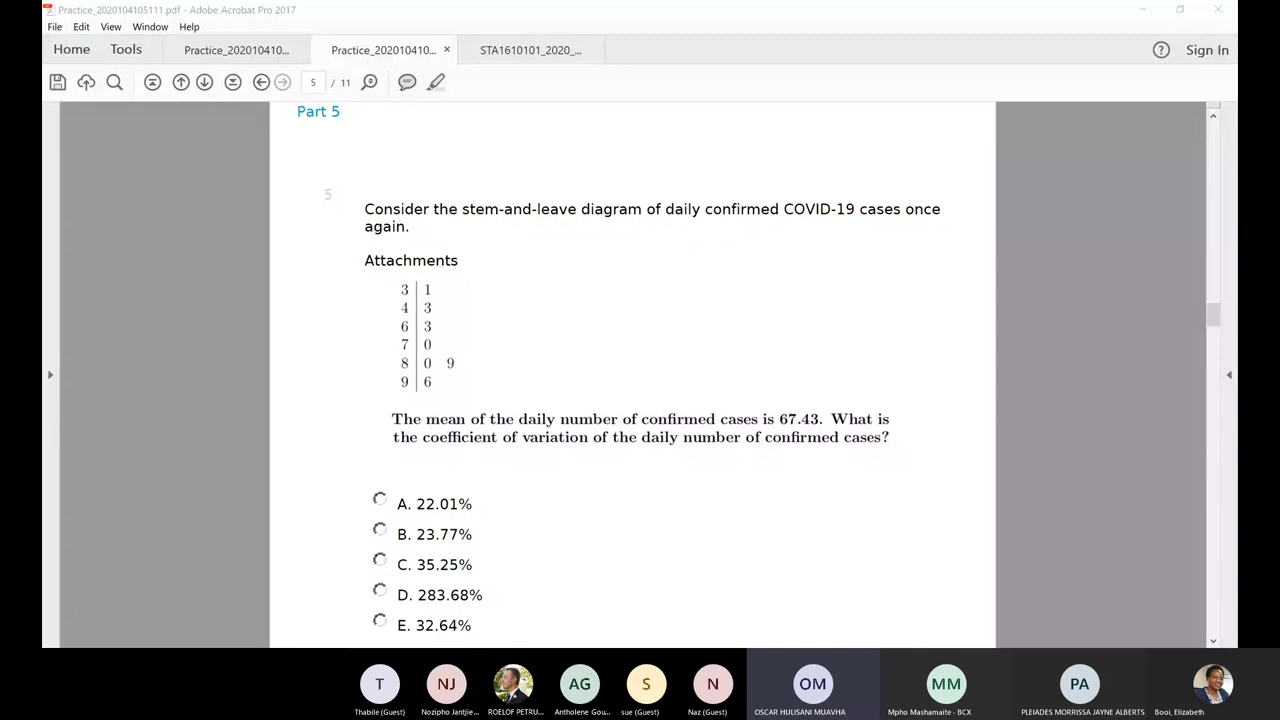 Practice_2020104105111.pdf - Adobe Acrobat Pro 2017
File Edit View Window Help
Home Tools Practice_202010410... Practice_202010410... × STA1610101_2020_... ? Sign In
5 / 11
Part 5
5
Consider the stem-and-leave diagram of daily confirmed COVID-19 cases once
again.
Attachments
3 | 1
4 | 3
6 | 3
7 | 0
8 | 0 9
9 | 6
The mean of the daily number of confirmed cases is 67.43. What is
the coefficient of variation of the daily number of confirmed cases?
A. 22.01%
B. 23.77%
C. 35.25%
D. 283.68%
E. 32.64%
T NJ AG S N OM MM PA
Thabile (Guest) Nozipho Jantjie... ROELOF PETRU... Antholene Gou... sue (Guest) Naz (Guest) OSCAR HULISANI MUAVHA Mpho Mashamaite - BCX PLEIADES MORRISSA JAYNE ALBERTS Booi, Elizabeth